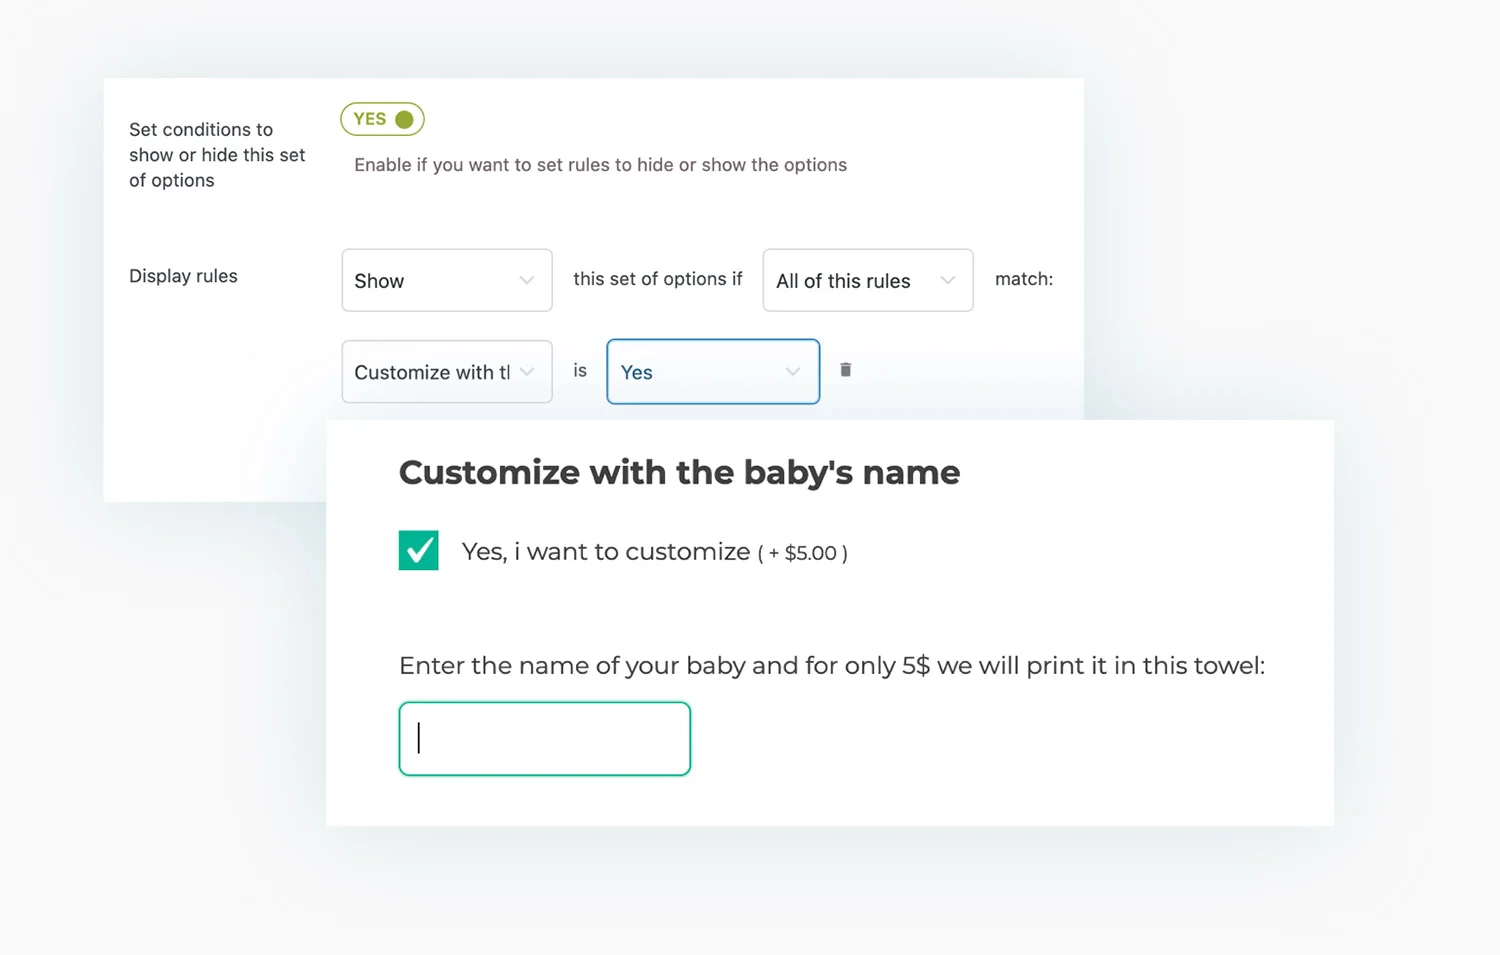 Set conditions to
show or hide this set
of options
YES
Enable if you want to set rules to hide or show the options
Display rules
Show
this set of options if
All of this rules
match:
Customize with tl
is
Yes
Customize with the baby's name
Yes, i want to customize ( + $5.00 )
Enter the name of your baby and for only 5$ we will print it in this towel: